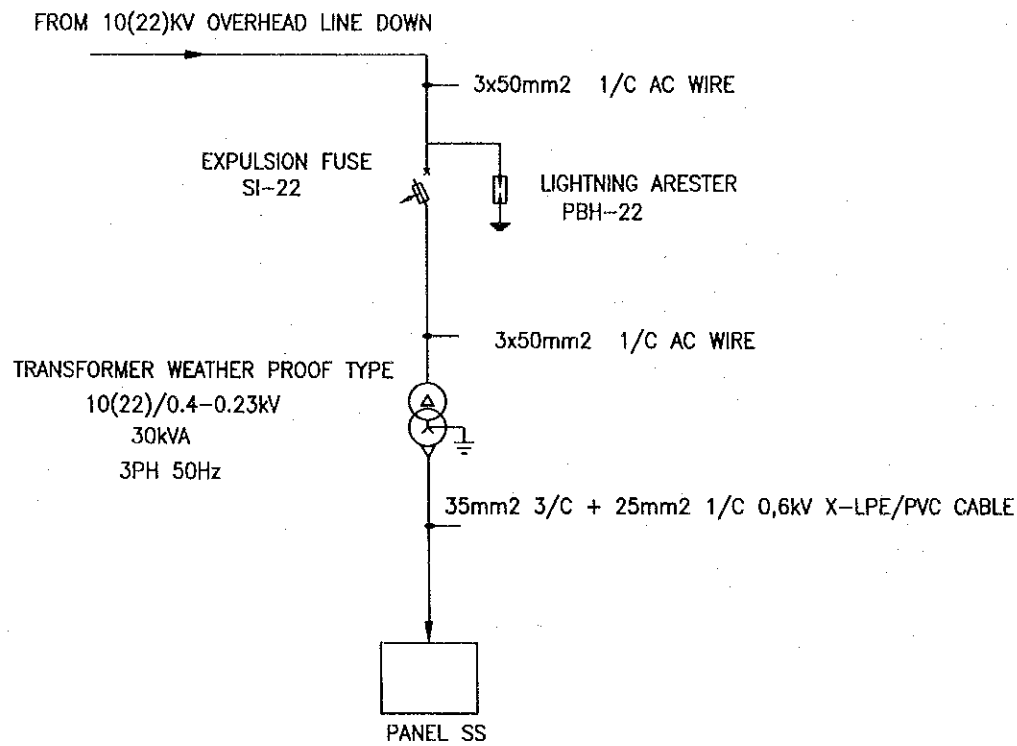 FROM 10(22)KV OVERHEAD LINE DOWN
3x50mm2 1/C AC WIRE
EXPULSION FUSE
SI-22
LIGHTNING ARESTER
PBH-22
3x50mm2 1/C AC WIRE
TRANSFORMER WEATHER PROOF TYPE
10(22)/0.4-0.23kV
30kVA
3PH 50Hz
35mm2 3/C + 25mm2 1/C 0,6kV X-LPE/PVC CABLE
PANEL SS